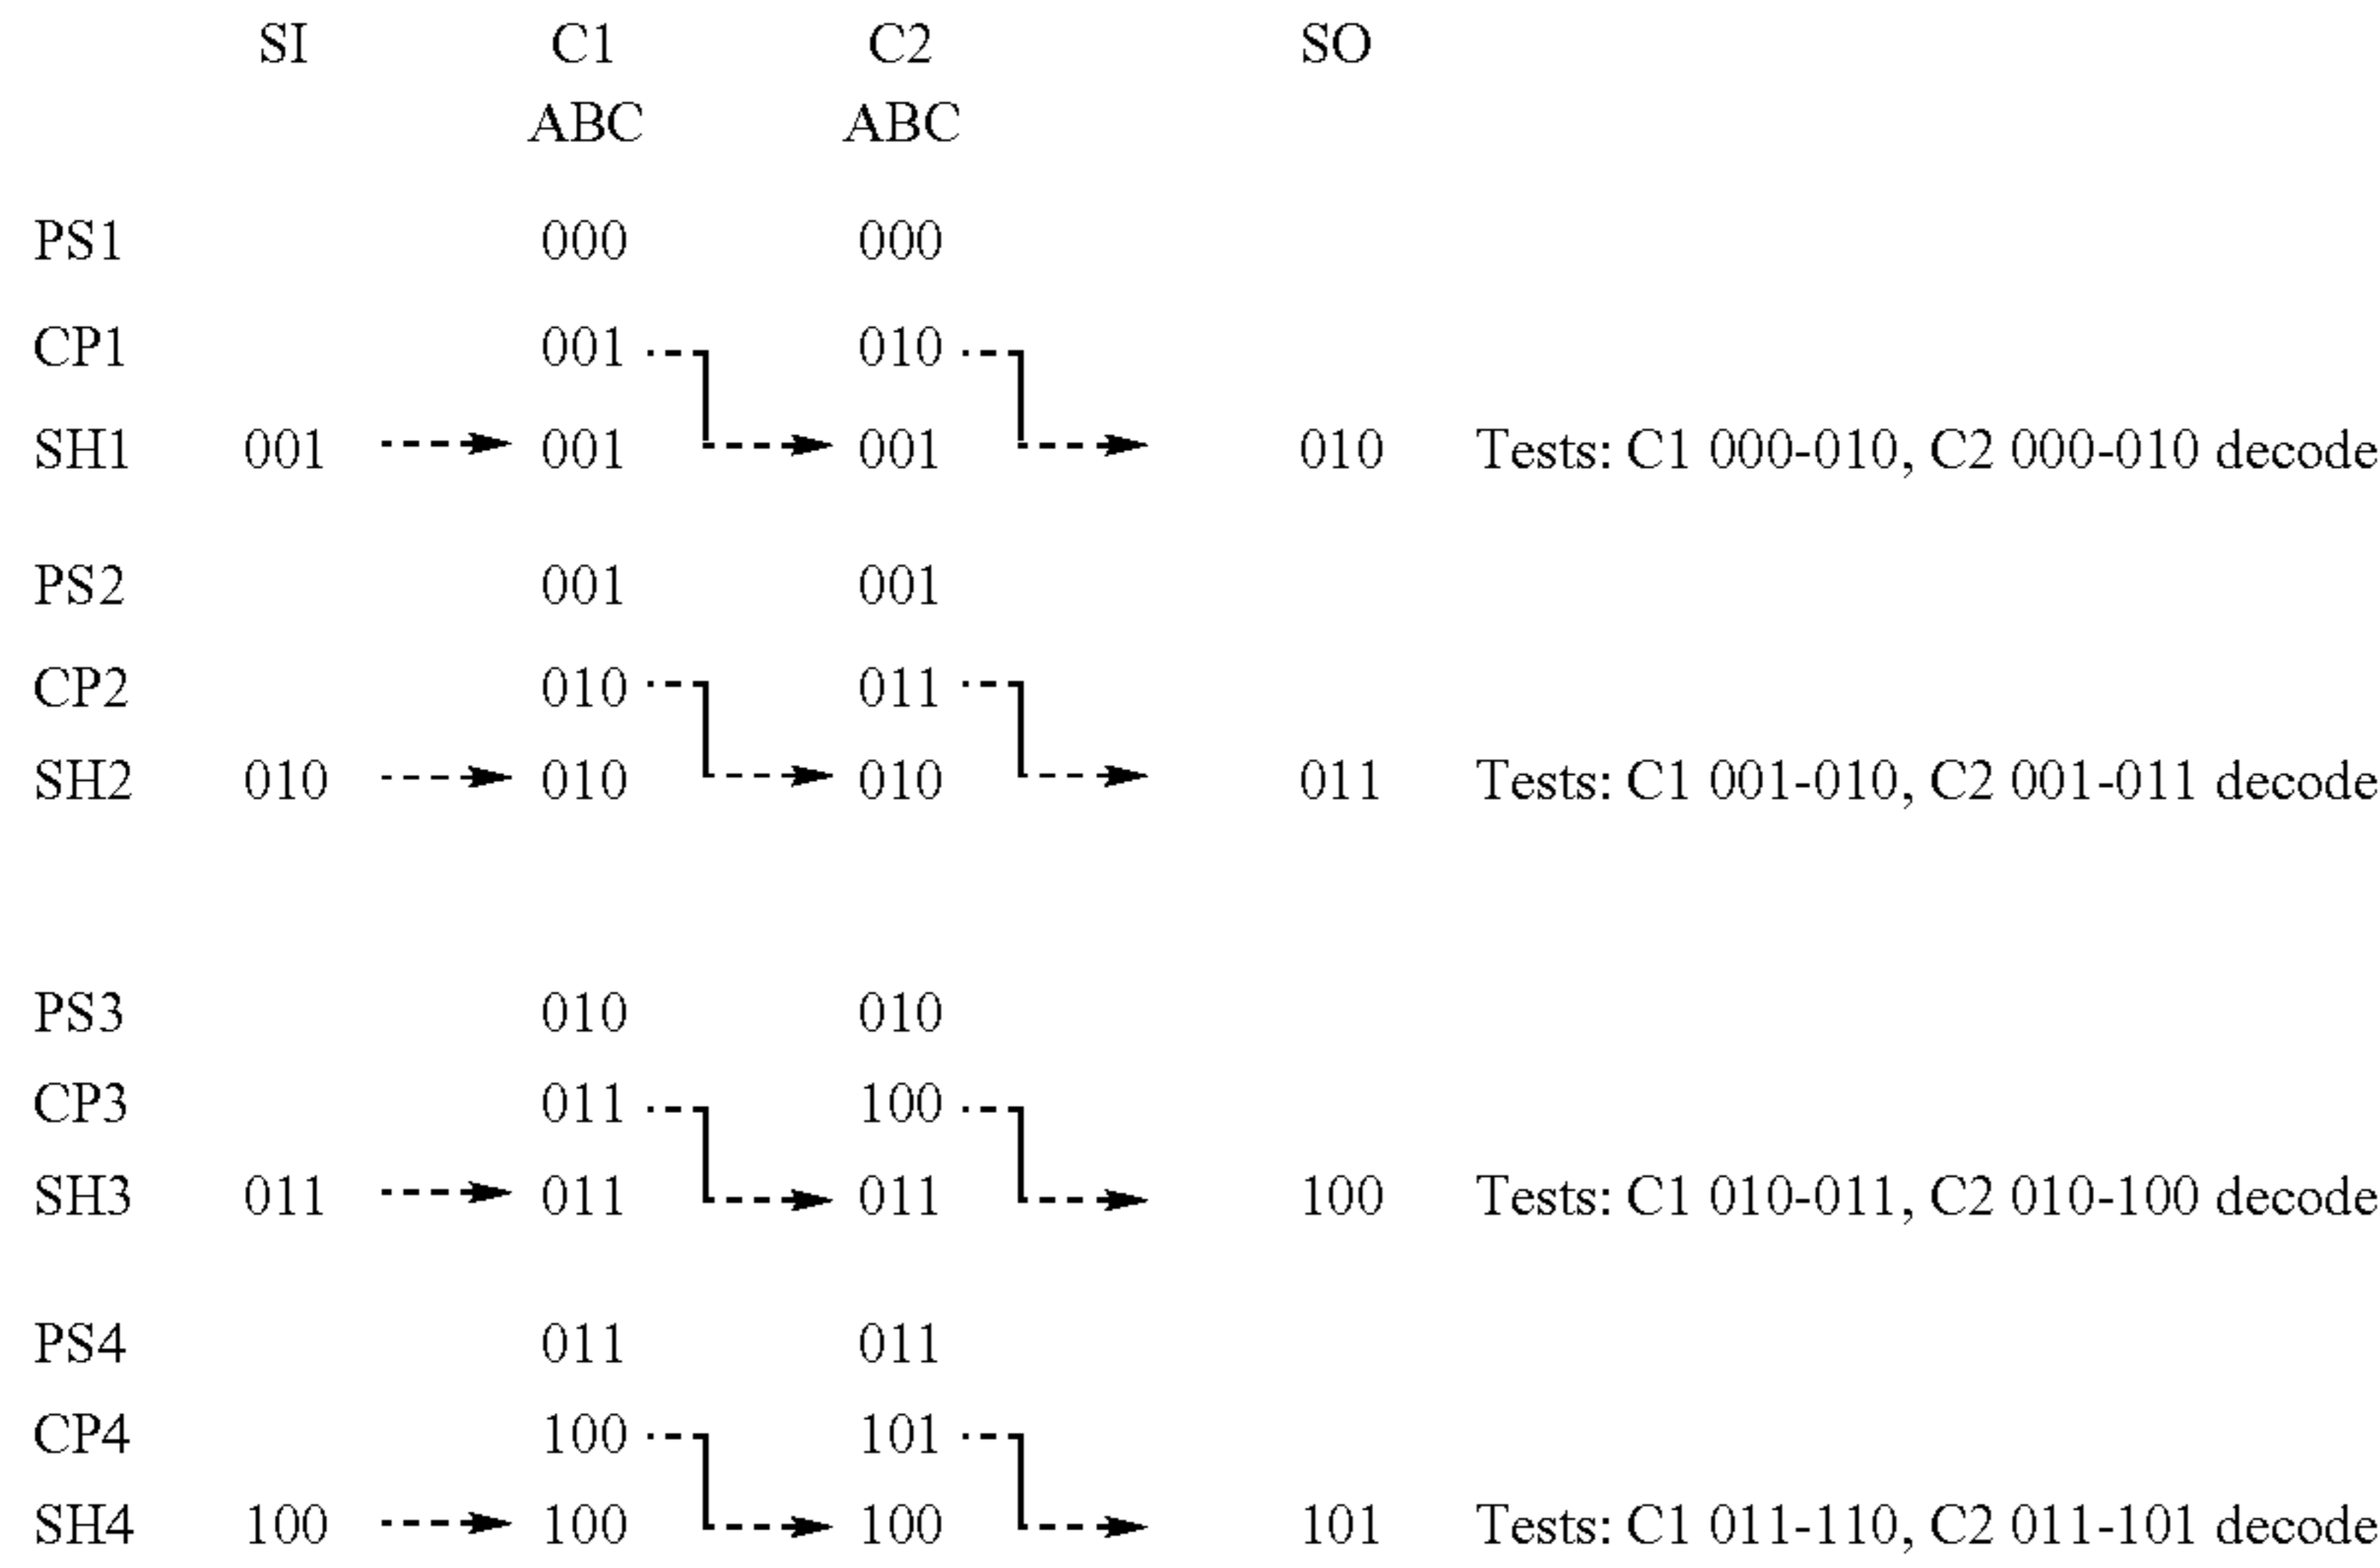 SI C1 C2 SO
ABC ABC
PS1 000 000
CP1 001 010
SH1 001 001 001 010 Tests: C1 000-010, C2 000-010 decode
PS2 001 001
CP2 010 011
SH2 010 010 010 011 Tests: C1 001-010, C2 001-011 decode
PS3 010 010
CP3 011 100
SH3 011 011 011 100 Tests: C1 010-011, C2 010-100 decode
PS4 011 011
CP4 100 101
SH4 100 100 100 101 Tests: C1 011-110, C2 011-101 decode